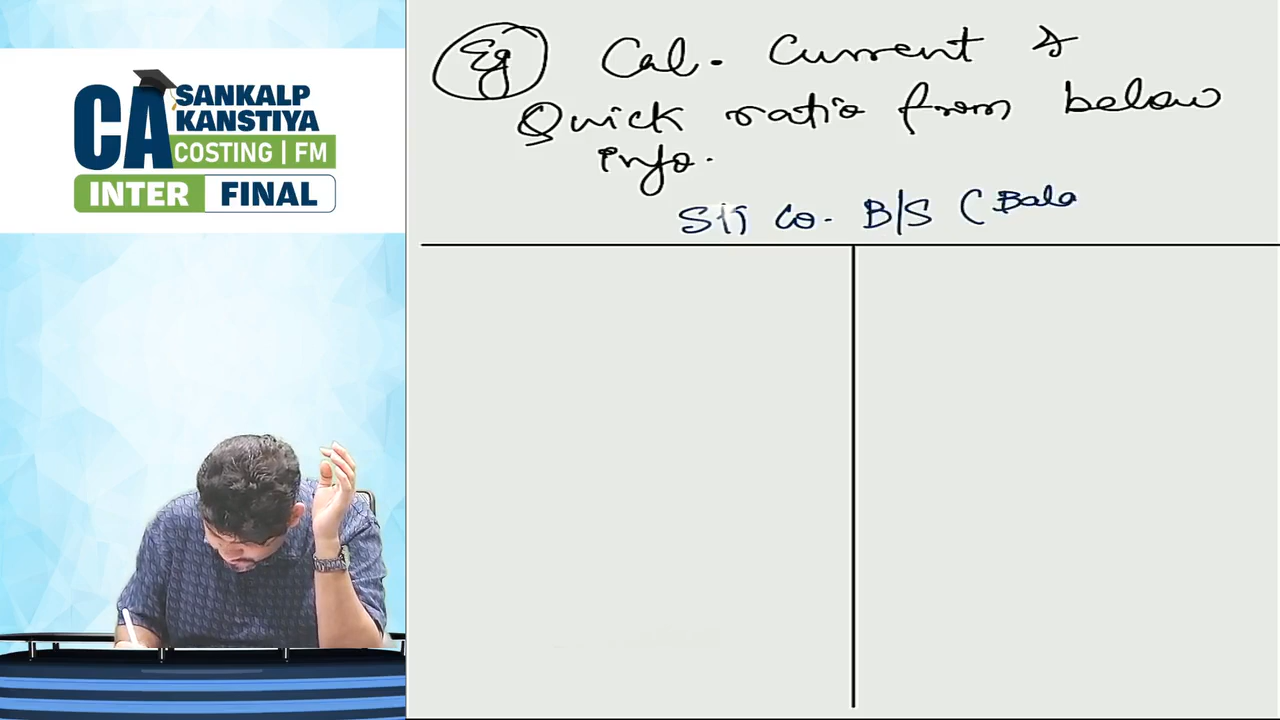 CA
SANKALP
KANSTIYA
COSTING | FM
INTER FINAL
Eg Cal. Current &
Quick ratio from below
info.
Co. B/S ( Bala